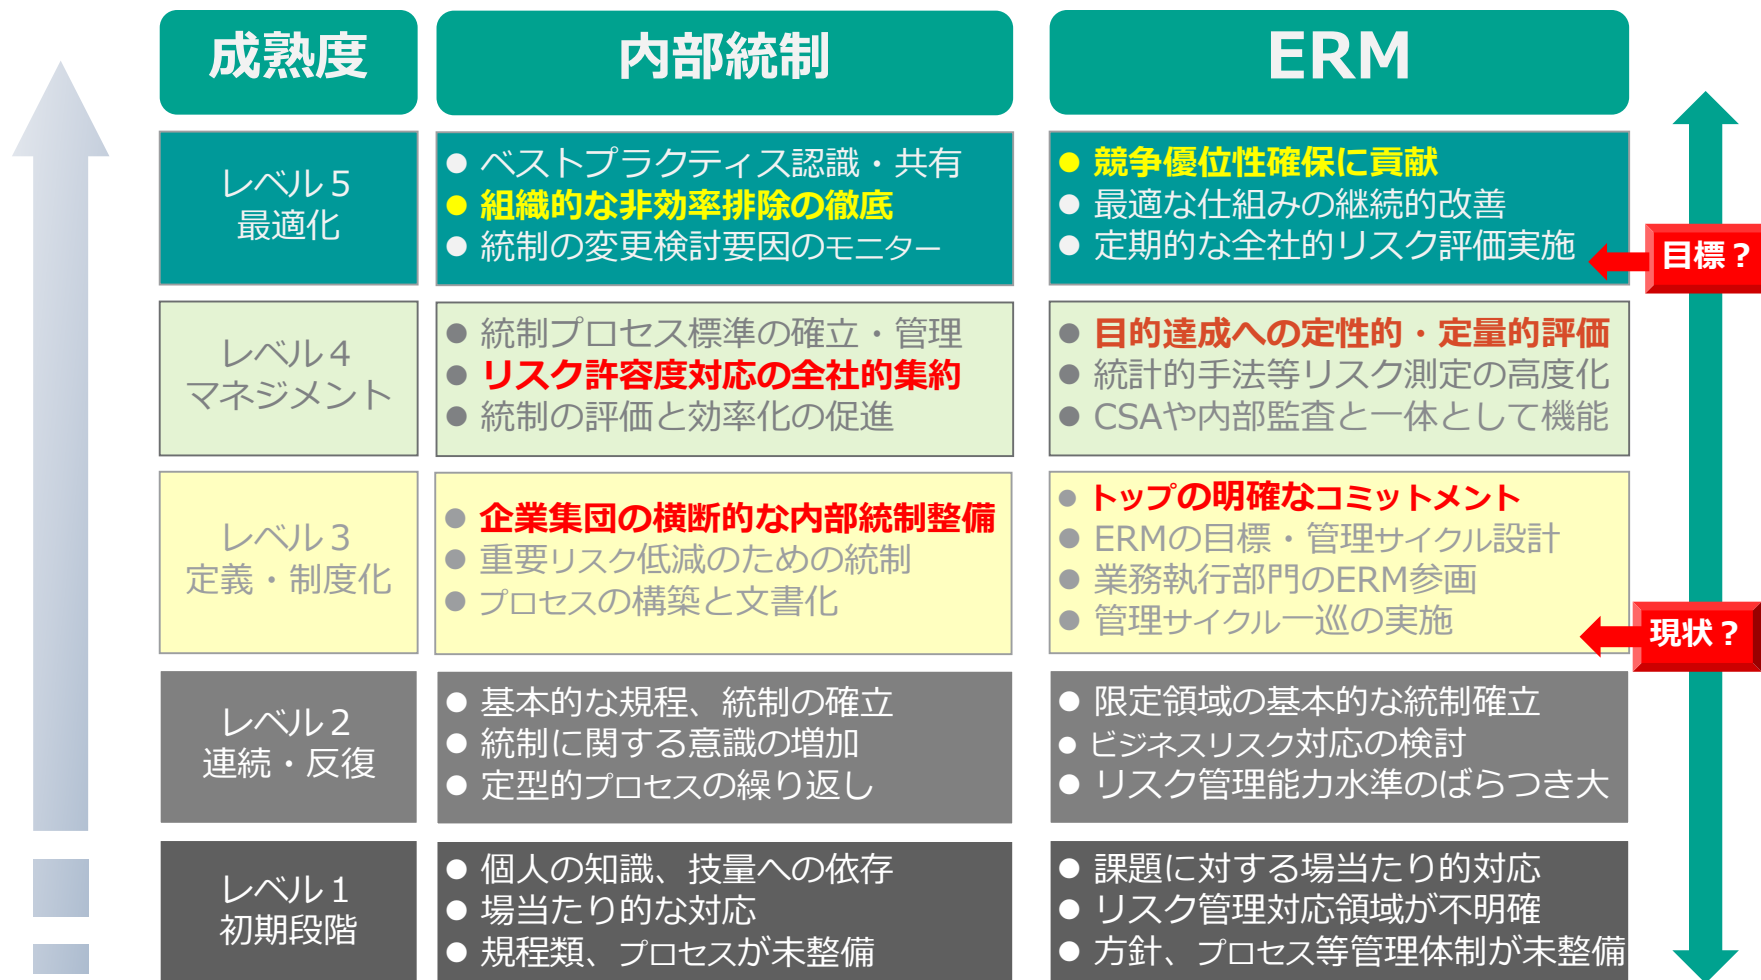 成熟度
内部統制
ERM
レベル５
最適化
● ベストプラクティス認識・共有
● 組織的な非効率排除の徹底
● 統制の変更検討要因のモニター
● 競争優位性確保に貢献
● 最適な仕組みの継続的改善
● 定期的な全社的リスク評価実施
目標？
レベル４
マネジメント
● 統制プロセス標準の確立・管理
● リスク許容度対応の全社的集約
● 統制の評価と効率化の促進
● 目的達成への定性的・定量的評価
● 統計的手法等リスク測定の高度化
● CSAや内部監査と一体として機能
レベル３
定義・制度化
● 企業集団の横断的な内部統制整備
● 重要リスク低減のための統制
● プロセスの構築と文書化
● トップの明確なコミットメント
● ERMの目標・管理サイクル設計
● 業務執行部門のERM参画
● 管理サイクル一巡の実施
現状？
レベル２
連続・反復
● 基本的な規程、統制の確立
● 統制に関する意識の増加
● 定型的プロセスの繰り返し
● 限定領域の基本的な統制確立
● ビジネスリスク対応の検討
● リスク管理能力水準のばらつき大
レベル１
初期段階
● 個人の知識、技量への依存
● 場当たり的な対応
● 規程類、プロセスが未整備
● 課題に対する場当たり的対応
● リスク管理対応領域が不明確
● 方針、プロセス等管理体制が未整備